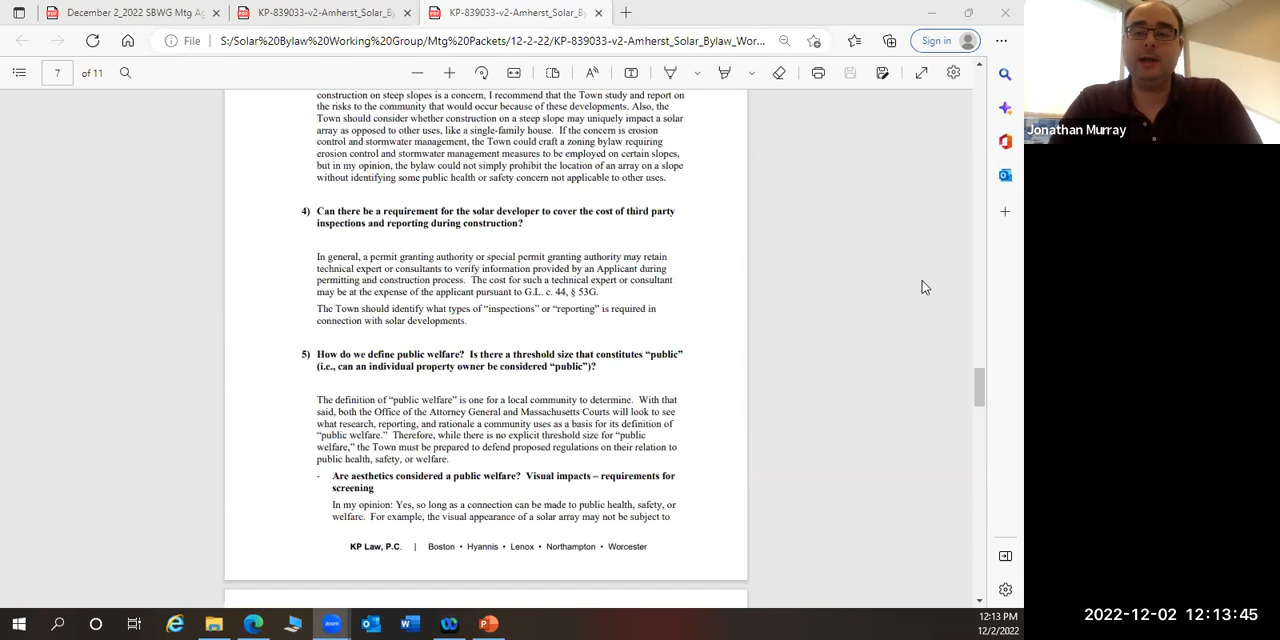 December 2_2022 SBWG Mtg Ag
KP-839033-v2-Amherst_Solar_By
KP-839033-v2-Amherst_Solar_By
File
S:/Solar%20Bylaw%20Working%20Group/Mtg%20Packets/12-2-22/KP-839033-v2-Amherst_Solar_Bylaw_Wor...
Sign in
7 of 11
construction on steep slopes is a concern, I recommend that the Town study and report on
the risks to the community that would occur because of these developments. Also, the
Town should consider whether construction on a steep slope may uniquely impact a solar
array as opposed to other uses, like a single-family house. If the concern is erosion
control and stormwater management, the Town could craft a zoning bylaw requiring
erosion control and stormwater management measures to be employed on certain slopes,
but in my opinion, the bylaw could not simply prohibit the location of an array on a slope
without identifying some public health or safety concern not applicable to other uses.
4) Can there be a requirement for the solar developer to cover the cost of third party
inspections and reporting during construction?
In general, a permit granting authority or special permit granting authority may retain
technical expert or consultants to verify information provided by an Applicant during
permitting and construction process. The cost for such a technical expert or consultant
may be at the expense of the applicant pursuant to G.L. c. 44, § 53G.
The Town should identify what types of “inspections” or “reporting” is required in
connection with solar developments.
5) How do we define public welfare? Is there a threshold size that constitutes “public”
(i.e., can an individual property owner be considered “public”)?
The definition of “public welfare” is one for a local community to determine. With that
said, both the Office of the Attorney General and Massachusetts Courts will look to see
what research, reporting, and rationale a community uses as a basis for its definition of
“public welfare.” Therefore, while there is no explicit threshold size for “public
welfare,” the Town must be prepared to defend proposed regulations on their relation to
public health, safety, or welfare.
- Are aesthetics considered a public welfare? Visual impacts – requirements for
screening
In my opinion: Yes, so long as a connection can be made to public health, safety, or
welfare. For example, the visual appearance of a solar array may not be subject to
KP Law, P.C. | Boston • Hyannis • Lenox • Northampton • Worcester
Jonathan Murray
zoom
12:13 PM
12/2/2022
2022-12-02 12:13:45